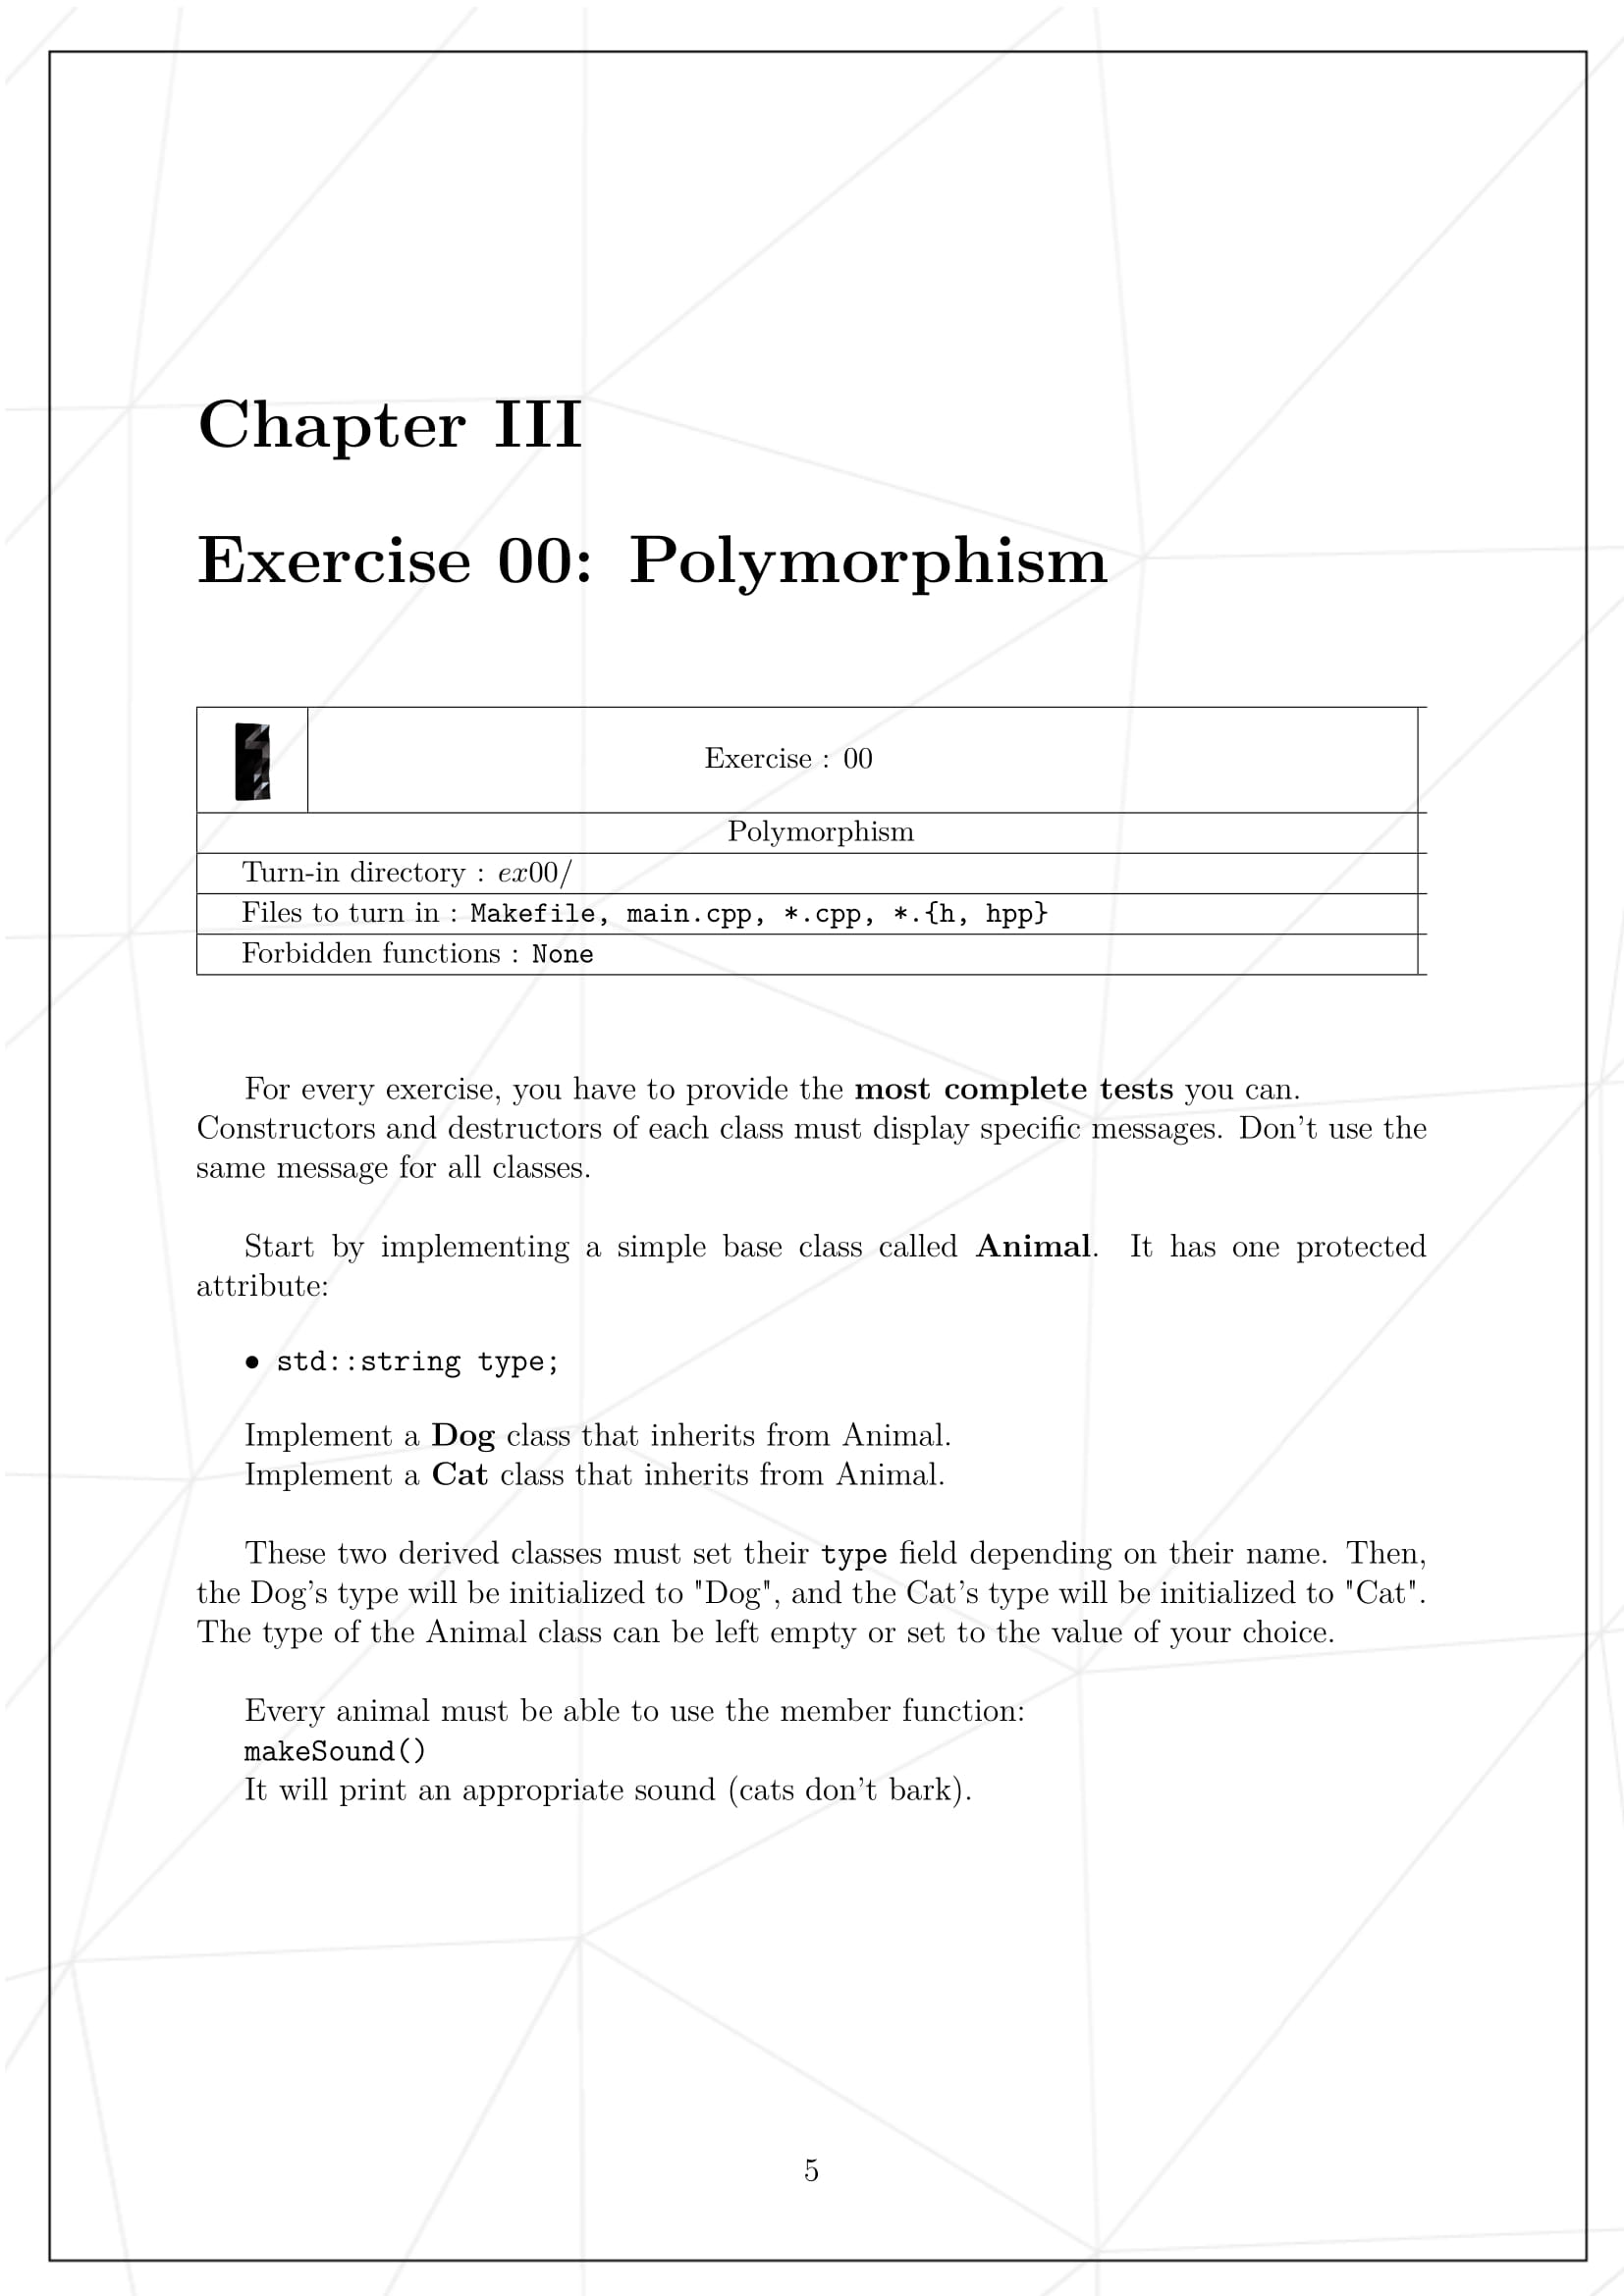 Chapter III
Exercise 00: Polymorphism
Exercise : 00
Polymorphism
Turn-in directory : ex00/
Files to turn in : Makefile, main.cpp, *.cpp, *.{h, hpp}
Forbidden functions : None
For every exercise, you have to provide the most complete tests you can.
Constructors and destructors of each class must display specific messages. Don't use the
same message for all classes.
Start by implementing a simple base class called Animal. It has one protected
attribute:
• std::string type;
Implement a Dog class that inherits from Animal.
Implement a Cat class that inherits from Animal.
These two derived classes must set their type field depending on their name. Then,
the Dog's type will be initialized to "Dog", and the Cat's type will be initialized to "Cat".
The type of the Animal class can be left empty or set to the value of your choice.
Every animal must be able to use the member function:
makeSound()
It will print an appropriate sound (cats don't bark).
5